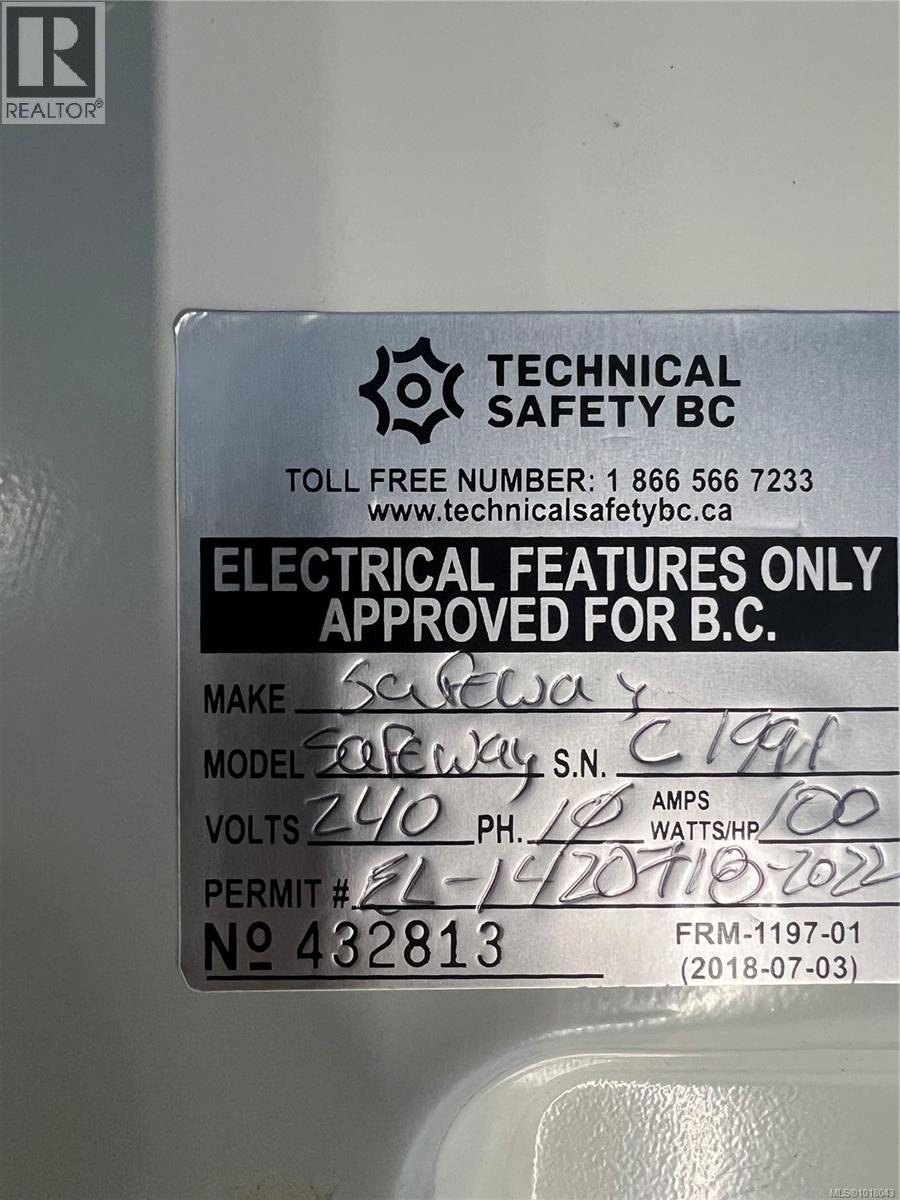 REALTOR®
TECHNICAL
SAFETY BC
TOLL FREE NUMBER: 1 866 566 7233
www.technicalsafetybc.ca
ELECTRICAL FEATURES ONLY
APPROVED FOR B.C.
MAKE Safeway
MODEL Safeway S.N. C 1991
VOLTS 240 PH. 1Ø AMPS WATTS/HP 100
PERMIT # EL-1420718-2022
Nº 432813
FRM-1197-01
(2018-07-03)
MLS®1018043